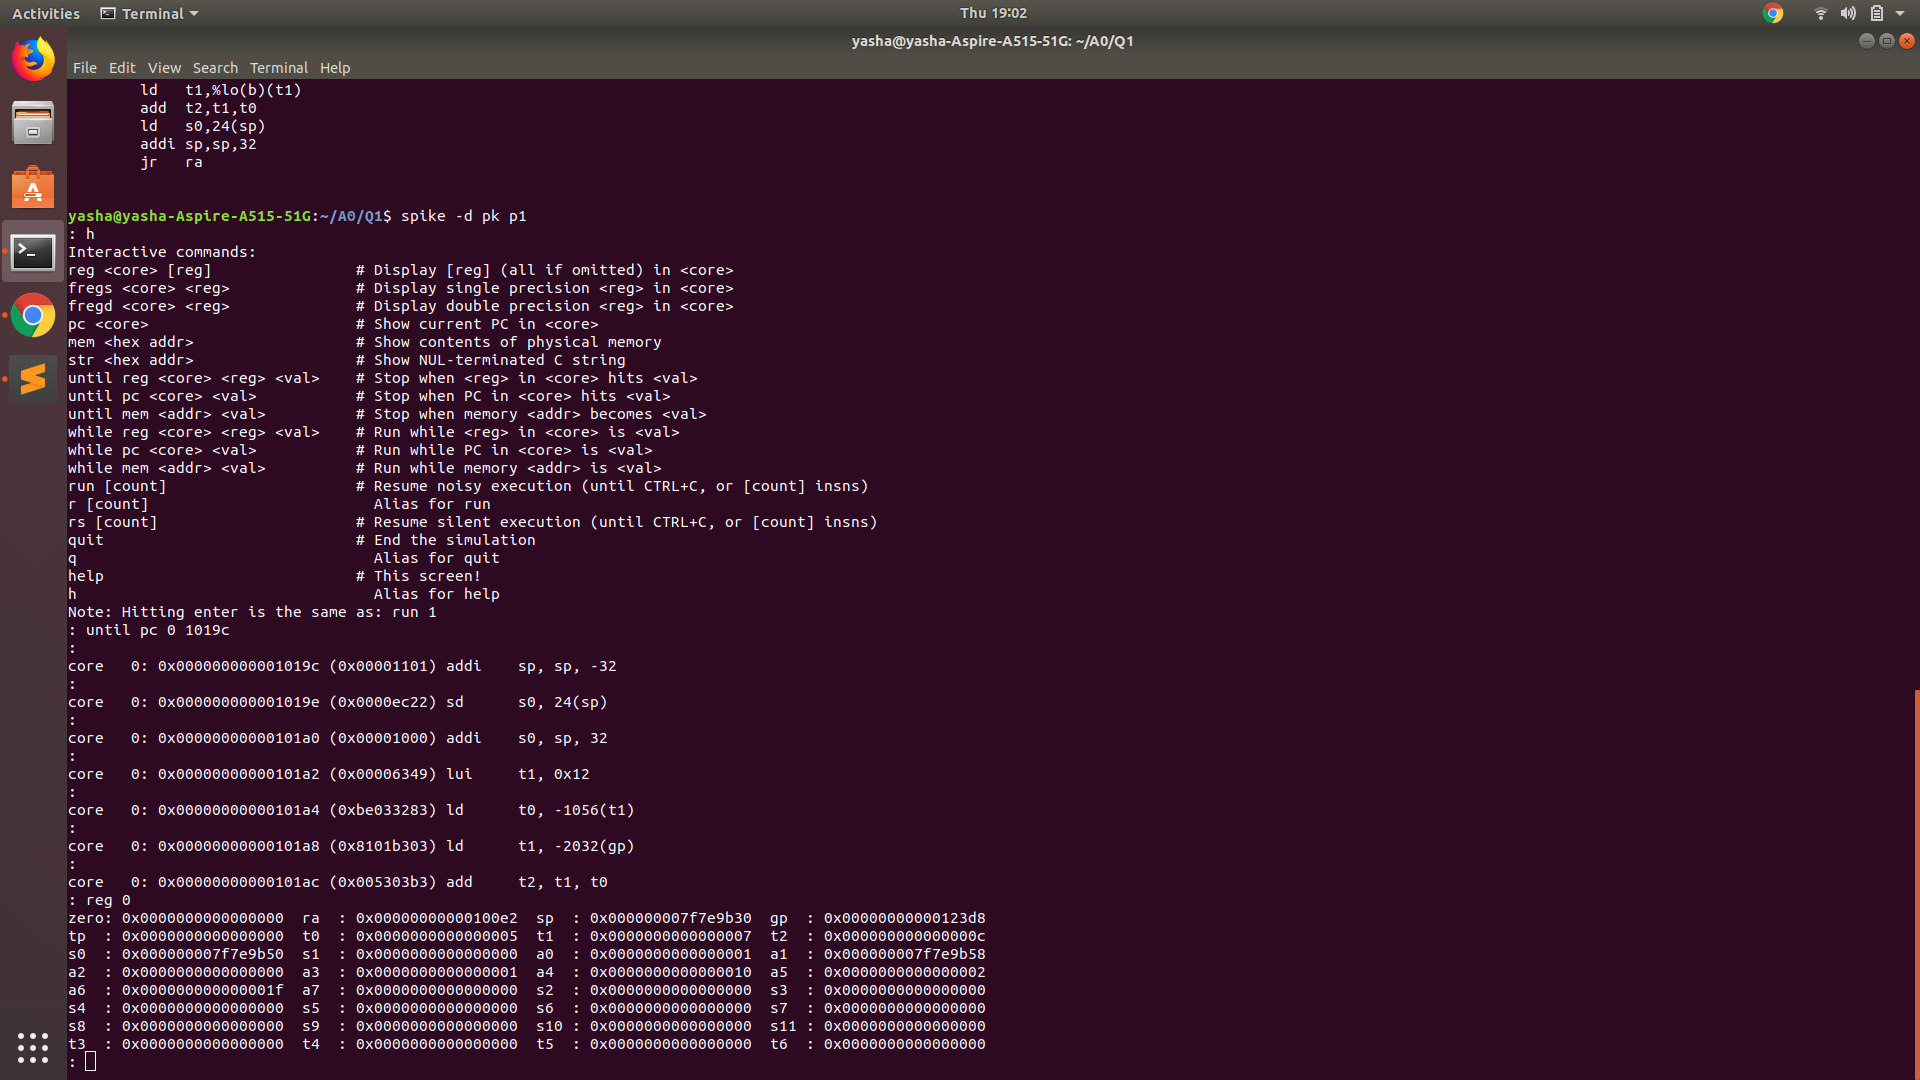 Activities Terminal Thu 19:02
yasha@yasha-Aspire-A515-51G: ~/A0/Q1
File Edit View Search Terminal Help
ld t1,%lo(b)(t1)
add t2,t1,t0
ld s0,24(sp)
addi sp,sp,32
jr ra
yasha@yasha-Aspire-A515-51G:~/A0/Q1$ spike -d pk p1
: h
Interactive commands:
reg <core> [reg] # Display [reg] (all if omitted) in <core>
fregs <core> <reg> # Display single precision <reg> in <core>
fregd <core> <reg> # Display double precision <reg> in <core>
pc <core> # Show current PC in <core>
mem <hex addr> # Show contents of physical memory
str <hex addr> # Show NUL-terminated C string
until reg <core> <reg> <val> # Stop when <reg> in <core> hits <val>
until pc <core> <val> # Stop when PC in <core> hits <val>
until mem <addr> <val> # Stop when memory <addr> becomes <val>
while reg <core> <reg> <val> # Run while <reg> in <core> is <val>
while pc <core> <val> # Run while PC in <core> is <val>
while mem <addr> <val> # Run while memory <addr> is <val>
run [count] # Resume noisy execution (until CTRL+C, or [count] insns)
r [count] Alias for run
rs [count] # Resume silent execution (until CTRL+C, or [count] insns)
quit # End the simulation
q Alias for quit
help # This screen!
h Alias for help
Note: Hitting enter is the same as: run 1
: until pc 0 1019c
:
core 0: 0x000000000001019c (0x00001101) addi sp, sp, -32
:
core 0: 0x000000000001019e (0x0000ec22) sd s0, 24(sp)
:
core 0: 0x00000000000101a0 (0x00001000) addi s0, sp, 32
:
core 0: 0x00000000000101a2 (0x00006349) lui t1, 0x12
:
core 0: 0x00000000000101a4 (0xbe033283) ld t0, -1056(t1)
:
core 0: 0x00000000000101a8 (0x8101b303) ld t1, -2032(gp)
:
core 0: 0x00000000000101ac (0x005303b3) add t2, t1, t0
: reg 0
zero: 0x0000000000000000 ra : 0x00000000000100e2 sp : 0x000000007f7e9b30 gp : 0x00000000000123d8
tp : 0x0000000000000000 t0 : 0x0000000000000005 t1 : 0x0000000000000007 t2 : 0x000000000000000c
s0 : 0x000000007f7e9b50 s1 : 0x0000000000000000 a0 : 0x0000000000000001 a1 : 0x000000007f7e9b58
a2 : 0x0000000000000000 a3 : 0x0000000000000001 a4 : 0x0000000000000010 a5 : 0x0000000000000002
a6 : 0x000000000000001f a7 : 0x0000000000000000 s2 : 0x0000000000000000 s3 : 0x0000000000000000
s4 : 0x0000000000000000 s5 : 0x0000000000000000 s6 : 0x0000000000000000 s7 : 0x0000000000000000
s8 : 0x0000000000000000 s9 : 0x0000000000000000 s10 : 0x0000000000000000 s11 : 0x0000000000000000
t3 : 0x0000000000000000 t4 : 0x0000000000000000 t5 : 0x0000000000000000 t6 : 0x0000000000000000
: